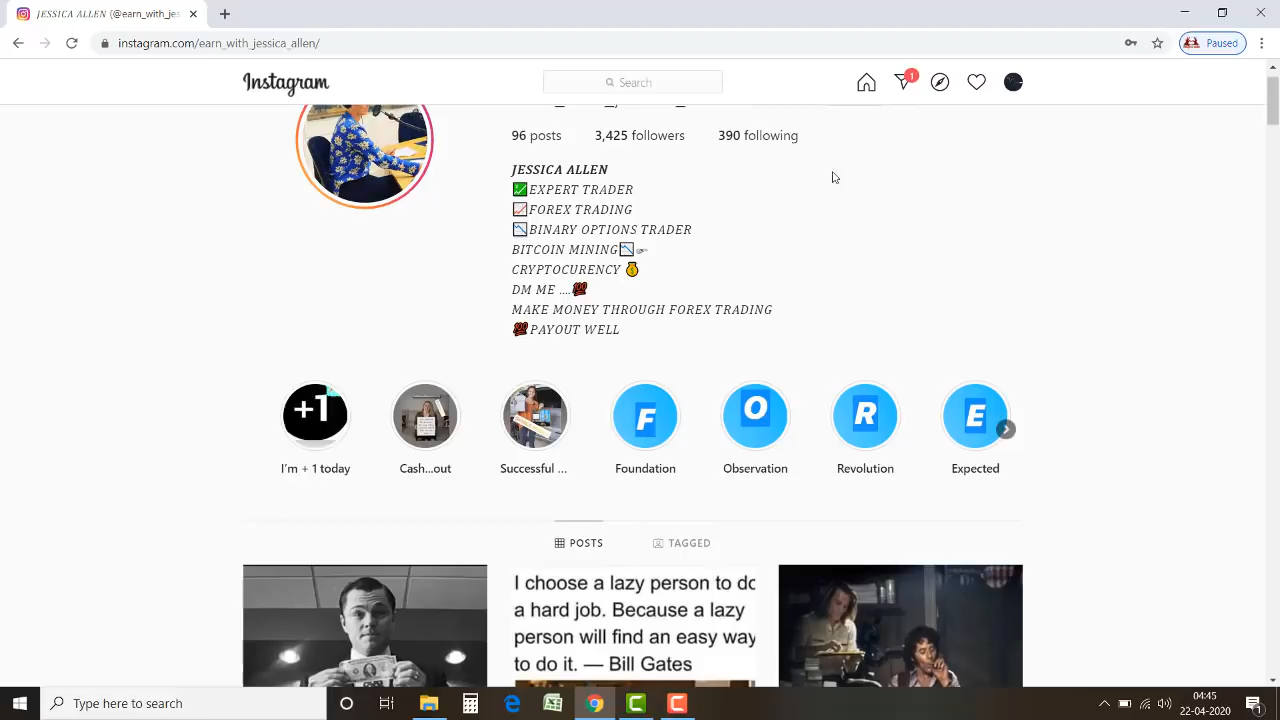 JESSICA ALLEN (@earn_with_jes
instagram.com/earn_with_jessica_allen/
Paused
Instagram
Search
1
96 posts 3,425 followers 390 following
JESSICA ALLEN
EXPERT TRADER
FOREX TRADING
BINARY OPTIONS TRADER
BITCOIN MINING
CRYPTOCURENCY
DM ME ....💯
MAKE MONEY THROUGH FOREX TRADING
💯 PAYOUT WELL
+1
F
O
R
E
I'm + 1 today
Cash...out
Successful ...
Foundation
Observation
Revolution
Expected
POSTS
TAGGED
I choose a lazy person to do
a hard job. Because a lazy
person will find an easy way
to do it. — Bill Gates
Type here to search
04:45
22-04-2020
1